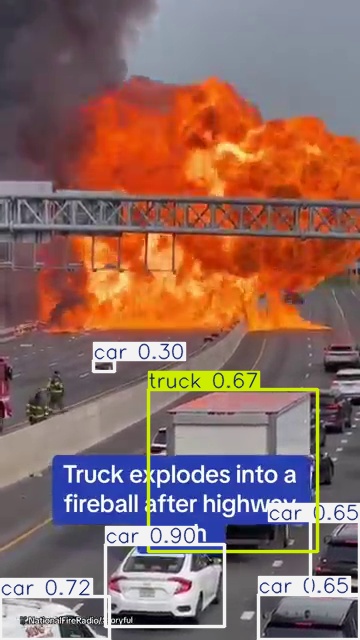 car 0.30
truck 0.67
Truck explodes into a
fireball after highway
h
car 0.65
car 0.90
car 0.72
car 0.65
NationalFireRadio/Storyful